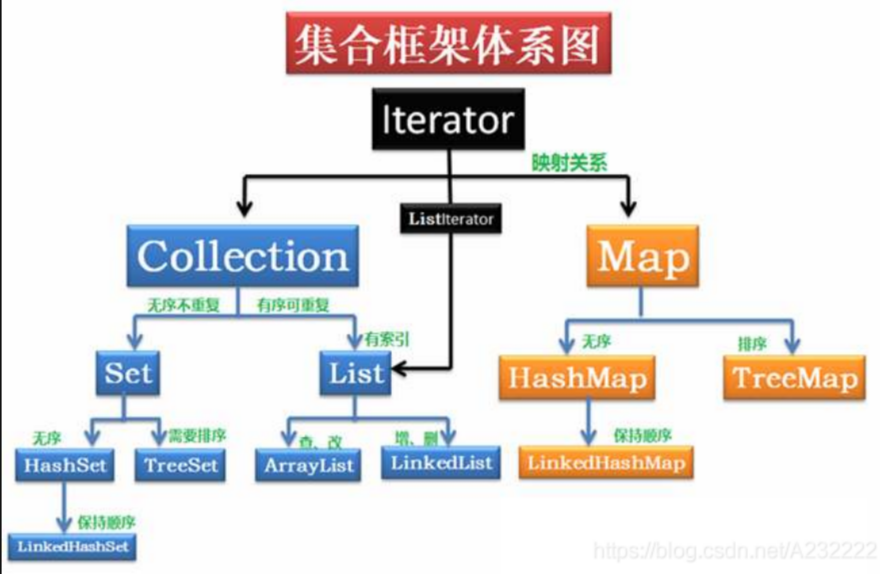 集合框架体系图
Iterator
映射关系
ListIterator
Collection
Map
无序不重复
有序可重复
有索引
无序
排序
Set
List
HashMap
TreeMap
无序
需要排序
查、改
增、删
保持顺序
HashSet
TreeSet
ArrayList
LinkedList
LinkedHashMap
保持顺序
LinkedHashSet
https://blog.csdn.net/A232222